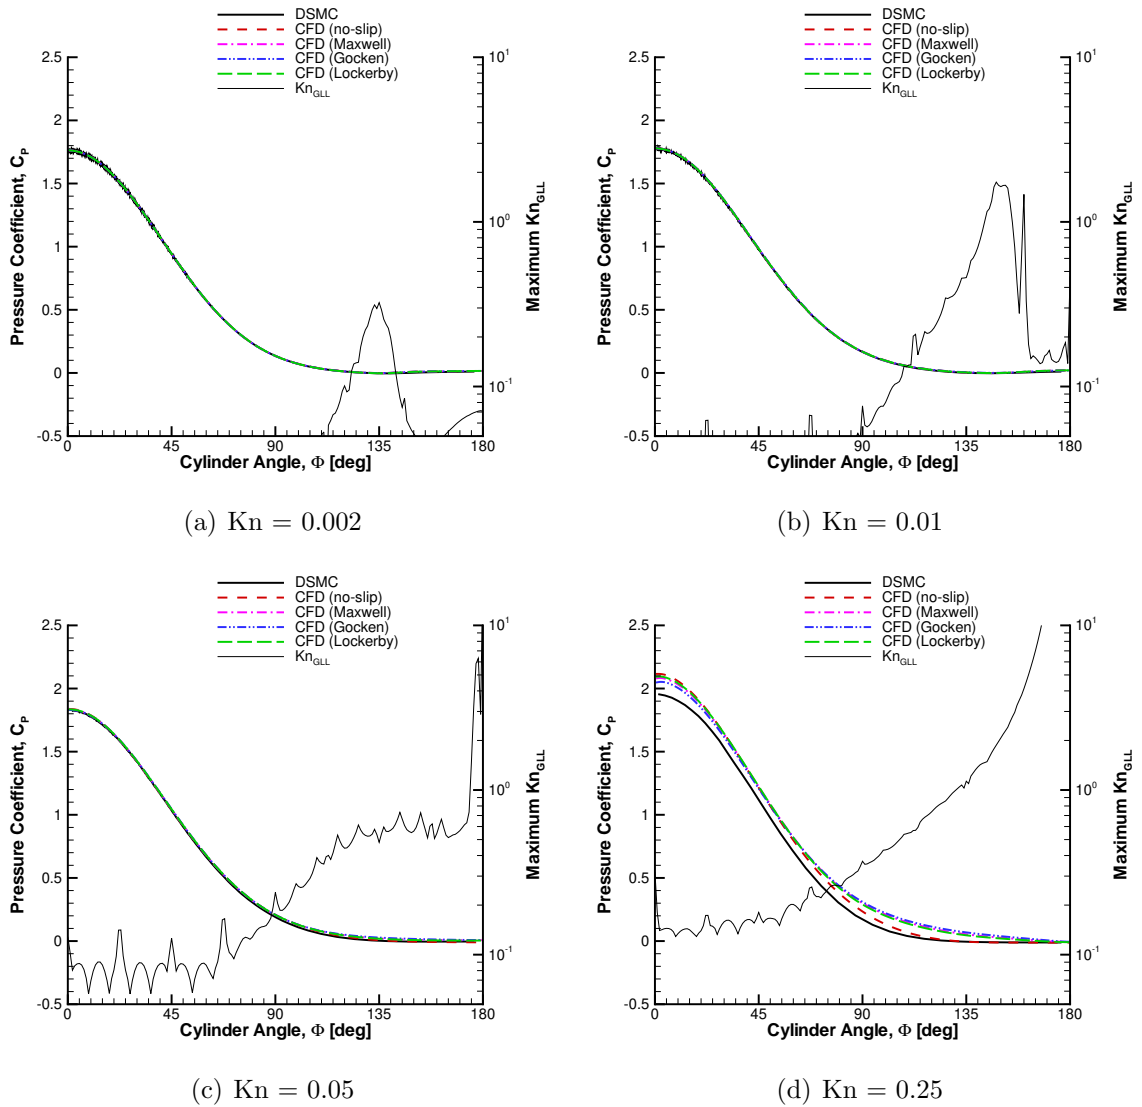 DSMC
CFD (no-slip)
CFD (Maxwell)
CFD (Gocken)
CFD (Lockerby)
Kn_GLL
2.5
2
1.5
1
0.5
0
-0.5
Pressure Coefficient, C_P
10^1
10^0
10^-1
Maximum Kn_GLL
0 45 90 135 180
Cylinder Angle, Φ [deg]
(a) Kn = 0.002
DSMC
CFD (no-slip)
CFD (Maxwell)
CFD (Gocken)
CFD (Lockerby)
Kn_GLL
2.5
2
1.5
1
0.5
0
-0.5
Pressure Coefficient, C_P
10^1
10^0
10^-1
Maximum Kn_GLL
0 45 90 135 180
Cylinder Angle, Φ [deg]
(b) Kn = 0.01
DSMC
CFD (no-slip)
CFD (Maxwell)
CFD (Gocken)
CFD (Lockerby)
Kn_GLL
2.5
2
1.5
1
0.5
0
-0.5
Pressure Coefficient, C_P
10^1
10^0
10^-1
Maximum Kn_GLL
0 45 90 135 180
Cylinder Angle, Φ [deg]
(c) Kn = 0.05
DSMC
CFD (no-slip)
CFD (Maxwell)
CFD (Gocken)
CFD (Lockerby)
Kn_GLL
2.5
2
1.5
1
0.5
0
-0.5
Pressure Coefficient, C_P
10^1
10^0
10^-1
Maximum Kn_GLL
0 45 90 135 180
Cylinder Angle, Φ [deg]
(d) Kn = 0.25